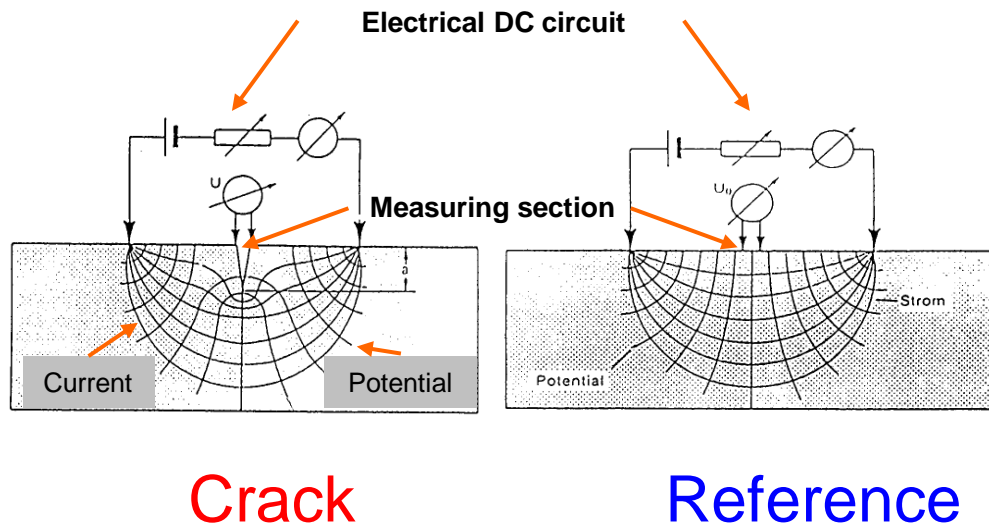 Electrical DC circuit
U
U₀
Measuring section
a
Strom
Current
Potential
Potential
Crack
Reference